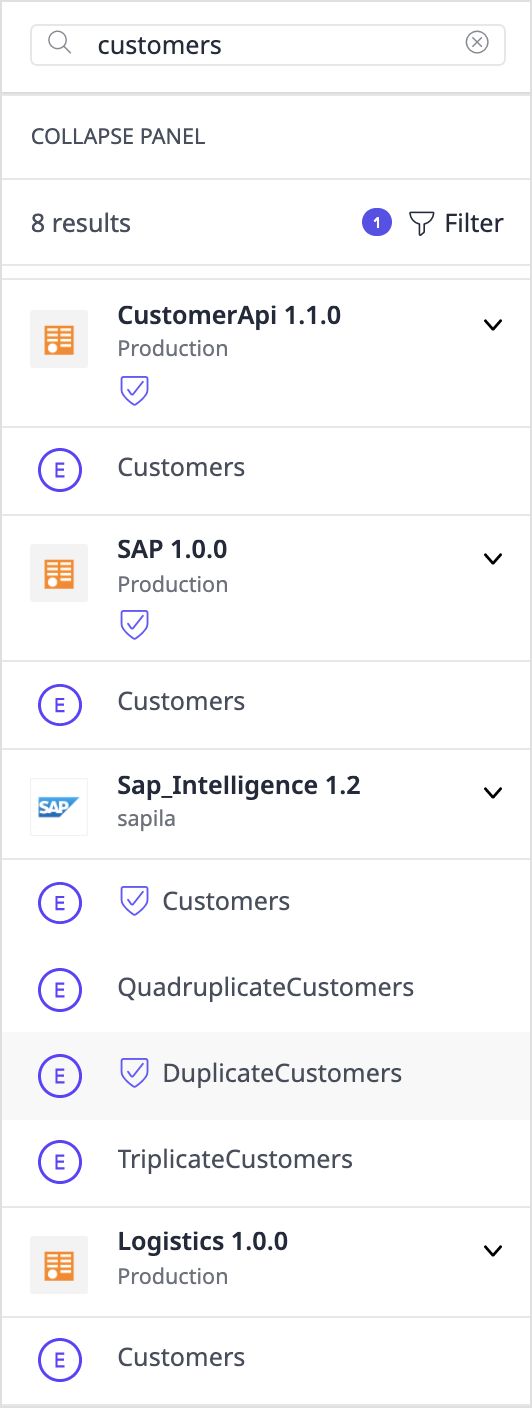 customers
COLLAPSE PANEL
8 results
1
Filter
CustomerApi 1.1.0
Production
E
Customers
SAP 1.0.0
Production
E
Customers
SAP
Sap_Intelligence 1.2
sapila
E
Customers
E
QuadruplicateCustomers
E
DuplicateCustomers
E
TriplicateCustomers
Logistics 1.0.0
Production
E
Customers